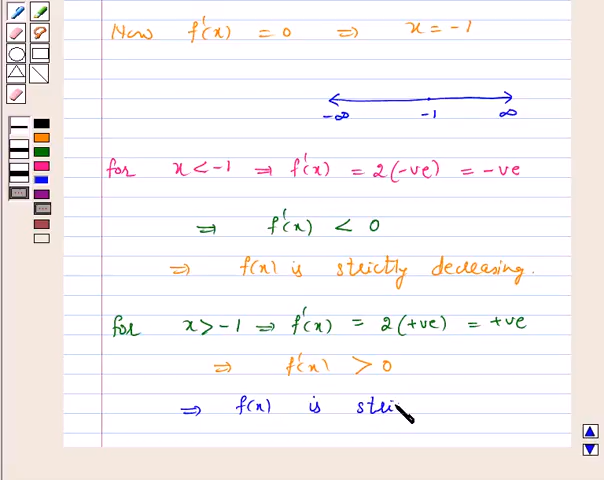 Now f'(x) = 0 ⇒ x = -1
-∞ -1 ∞
for x < -1 ⇒ f'(x) = 2(-ve) = -ve
⇒ f'(x) < 0
⇒ f(x) is strictly decreasing.
for x > -1 ⇒ f'(x) = 2(+ve) = +ve
⇒ f'(x) > 0
⇒ f(x) is stri